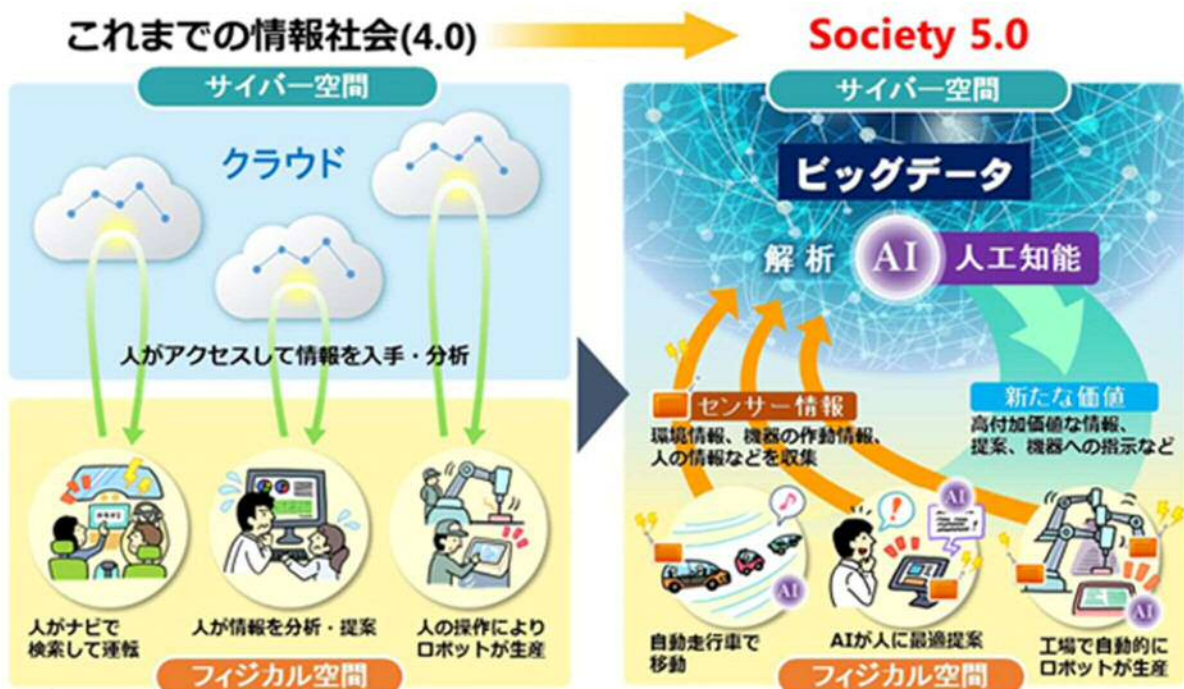 これまでの情報社会(4.0)
Society 5.0
サイバー空間
クラウド
人がアクセスして情報を入手・分析
人がナビで
検索して運転
人が情報を分析・提案
人の操作により
ロボットが生産
フィジカル空間
サイバー空間
ビッグデータ
解析
AI
人工知能
センサー情報
環境情報、機器の作動情報、
人の情報などを収集
新たな価値
高付加価値な情報、
提案、機器への指示など
AI
AI
AI
自動走行車で
移動
AIが人に最適提案
工場で自動的に
ロボットが生産
フィジカル空間